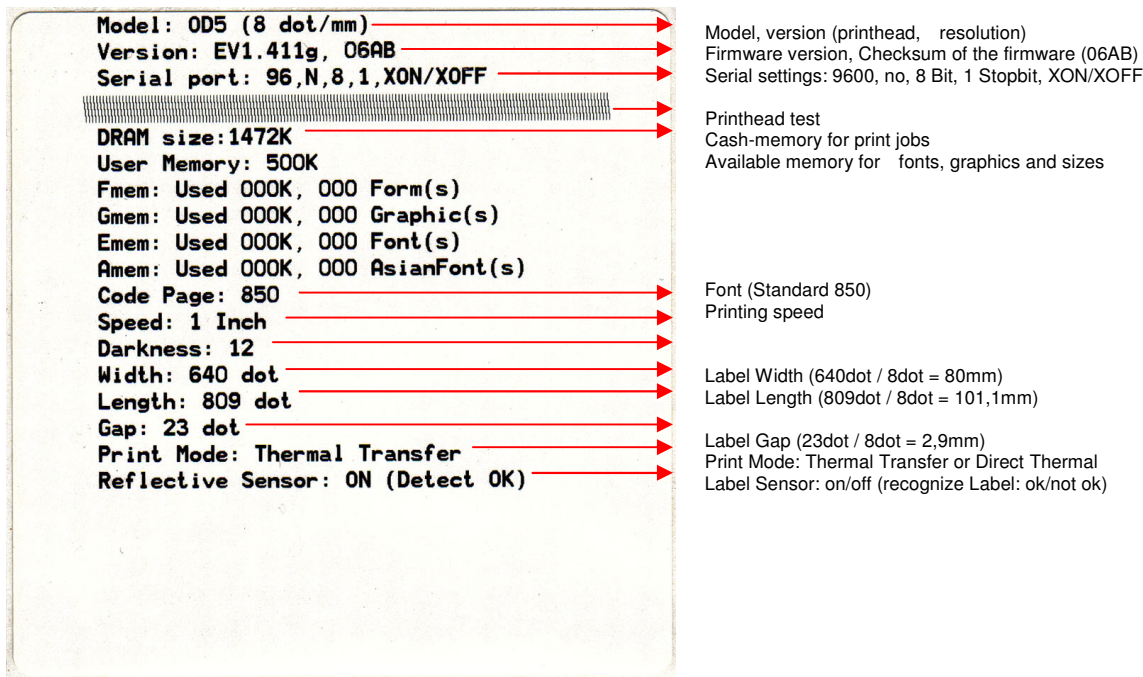 Model: OD5 (8 dot/mm)
Version: EV1.411g, 06AB
Serial port: 96,N,8,1,XON/XOFF
DRAM size:1472K
User Memory: 500K
Fmem: Used 000K, 000 Form(s)
Gmem: Used 000K, 000 Graphic(s)
Emem: Used 000K, 000 Font(s)
Amem: Used 000K, 000 AsianFont(s)
Code Page: 850
Speed: 1 Inch
Darkness: 12
Width: 640 dot
Length: 809 dot
Gap: 23 dot
Print Mode: Thermal Transfer
Reflective Sensor: ON (Detect OK)
Model, version (printhead, resolution)
Firmware version, Checksum of the firmware (06AB)
Serial settings: 9600, no, 8 Bit, 1 Stopbit, XON/XOFF
Printhead test
Cash-memory for print jobs
Available memory for fonts, graphics and sizes
Font (Standard 850)
Printing speed
Label Width (640dot / 8dot = 80mm)
Label Length (809dot / 8dot = 101,1mm)
Label Gap (23dot / 8dot = 2,9mm)
Print Mode: Thermal Transfer or Direct Thermal
Label Sensor: on/off (recognize Label: ok/not ok)